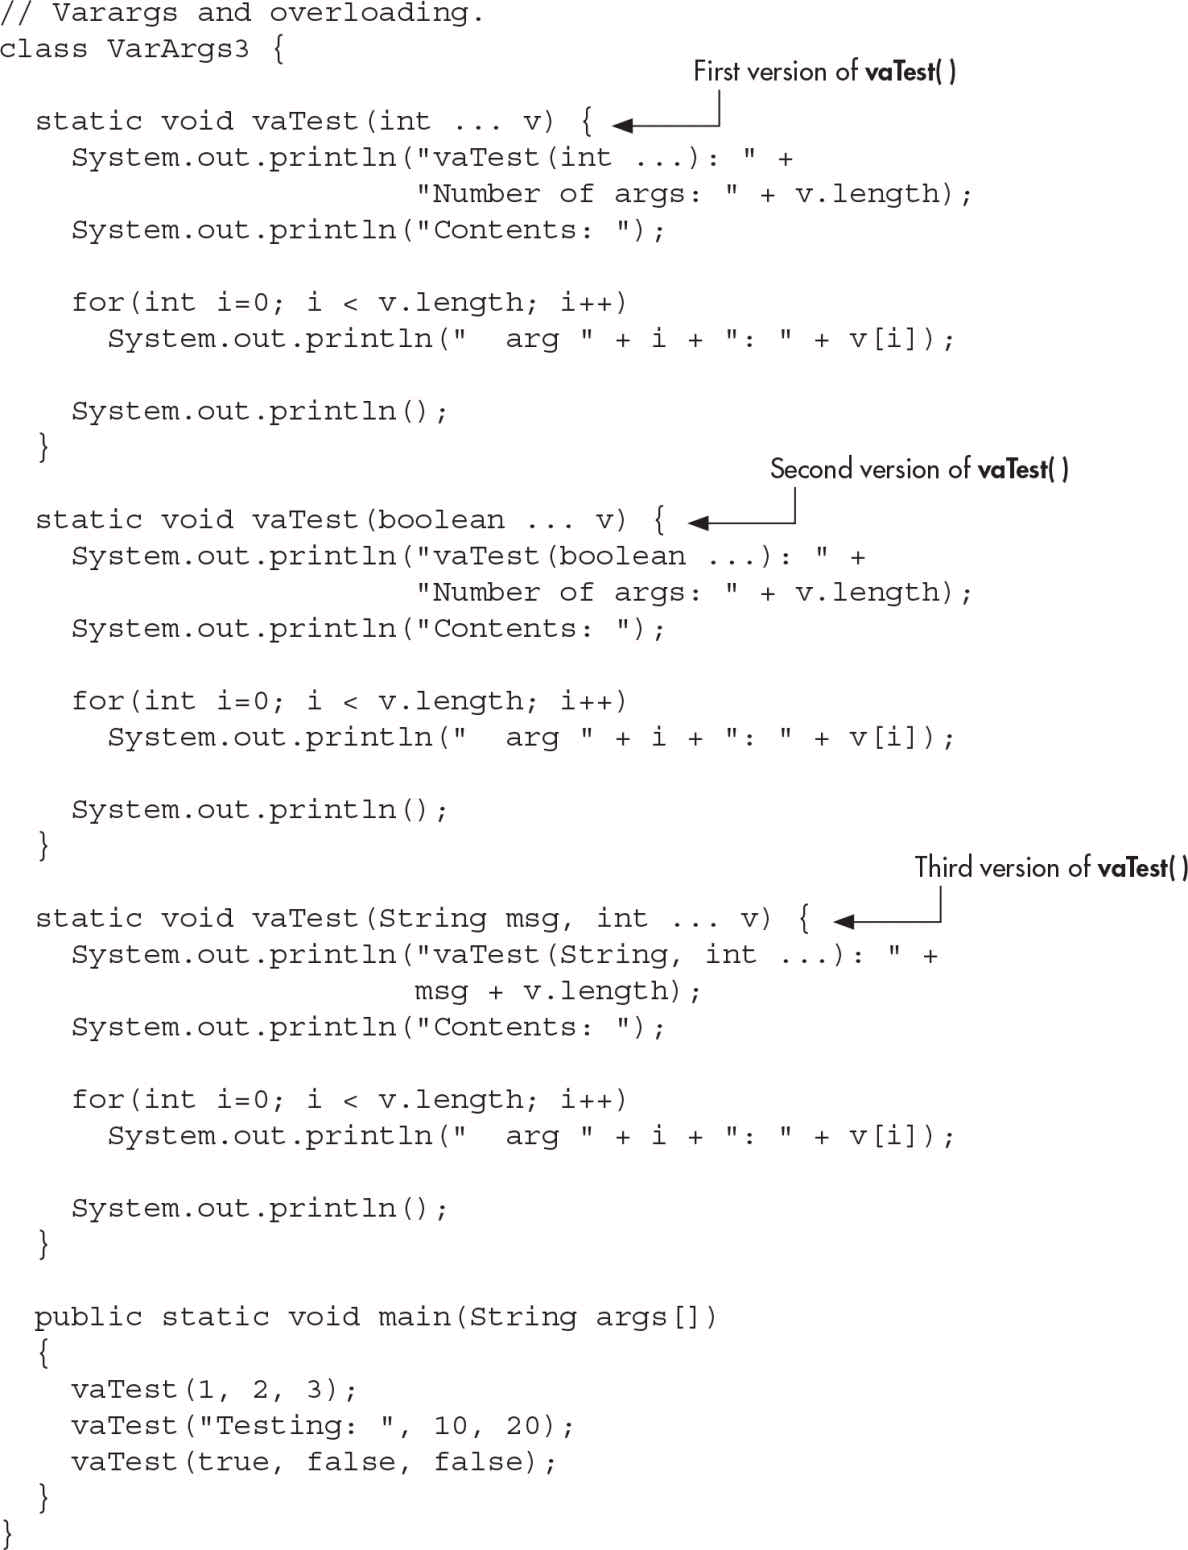 // Varargs and overloading.
class VarArgs3 {
First version of vaTest( )
  static void vaTest(int ... v) {
    System.out.println("vaTest(int ...): " +
                       "Number of args: " + v.length);
    System.out.println("Contents: ");
    for(int i=0; i < v.length; i++)
      System.out.println("  arg " + i + ": " + v[i]);
    System.out.println();
  }
Second version of vaTest( )
  static void vaTest(boolean ... v) {
    System.out.println("vaTest(boolean ...): " +
                       "Number of args: " + v.length);
    System.out.println("Contents: ");
    for(int i=0; i < v.length; i++)
      System.out.println("  arg " + i + ": " + v[i]);
    System.out.println();
  }
Third version of vaTest( )
  static void vaTest(String msg, int ... v) {
    System.out.println("vaTest(String, int ...): " +
                       msg + v.length);
    System.out.println("Contents: ");
    for(int i=0; i < v.length; i++)
      System.out.println("  arg " + i + ": " + v[i]);
    System.out.println();
  }
  public static void main(String args[])
  {
    vaTest(1, 2, 3);
    vaTest("Testing: ", 10, 20);
    vaTest(true, false, false);
  }
}